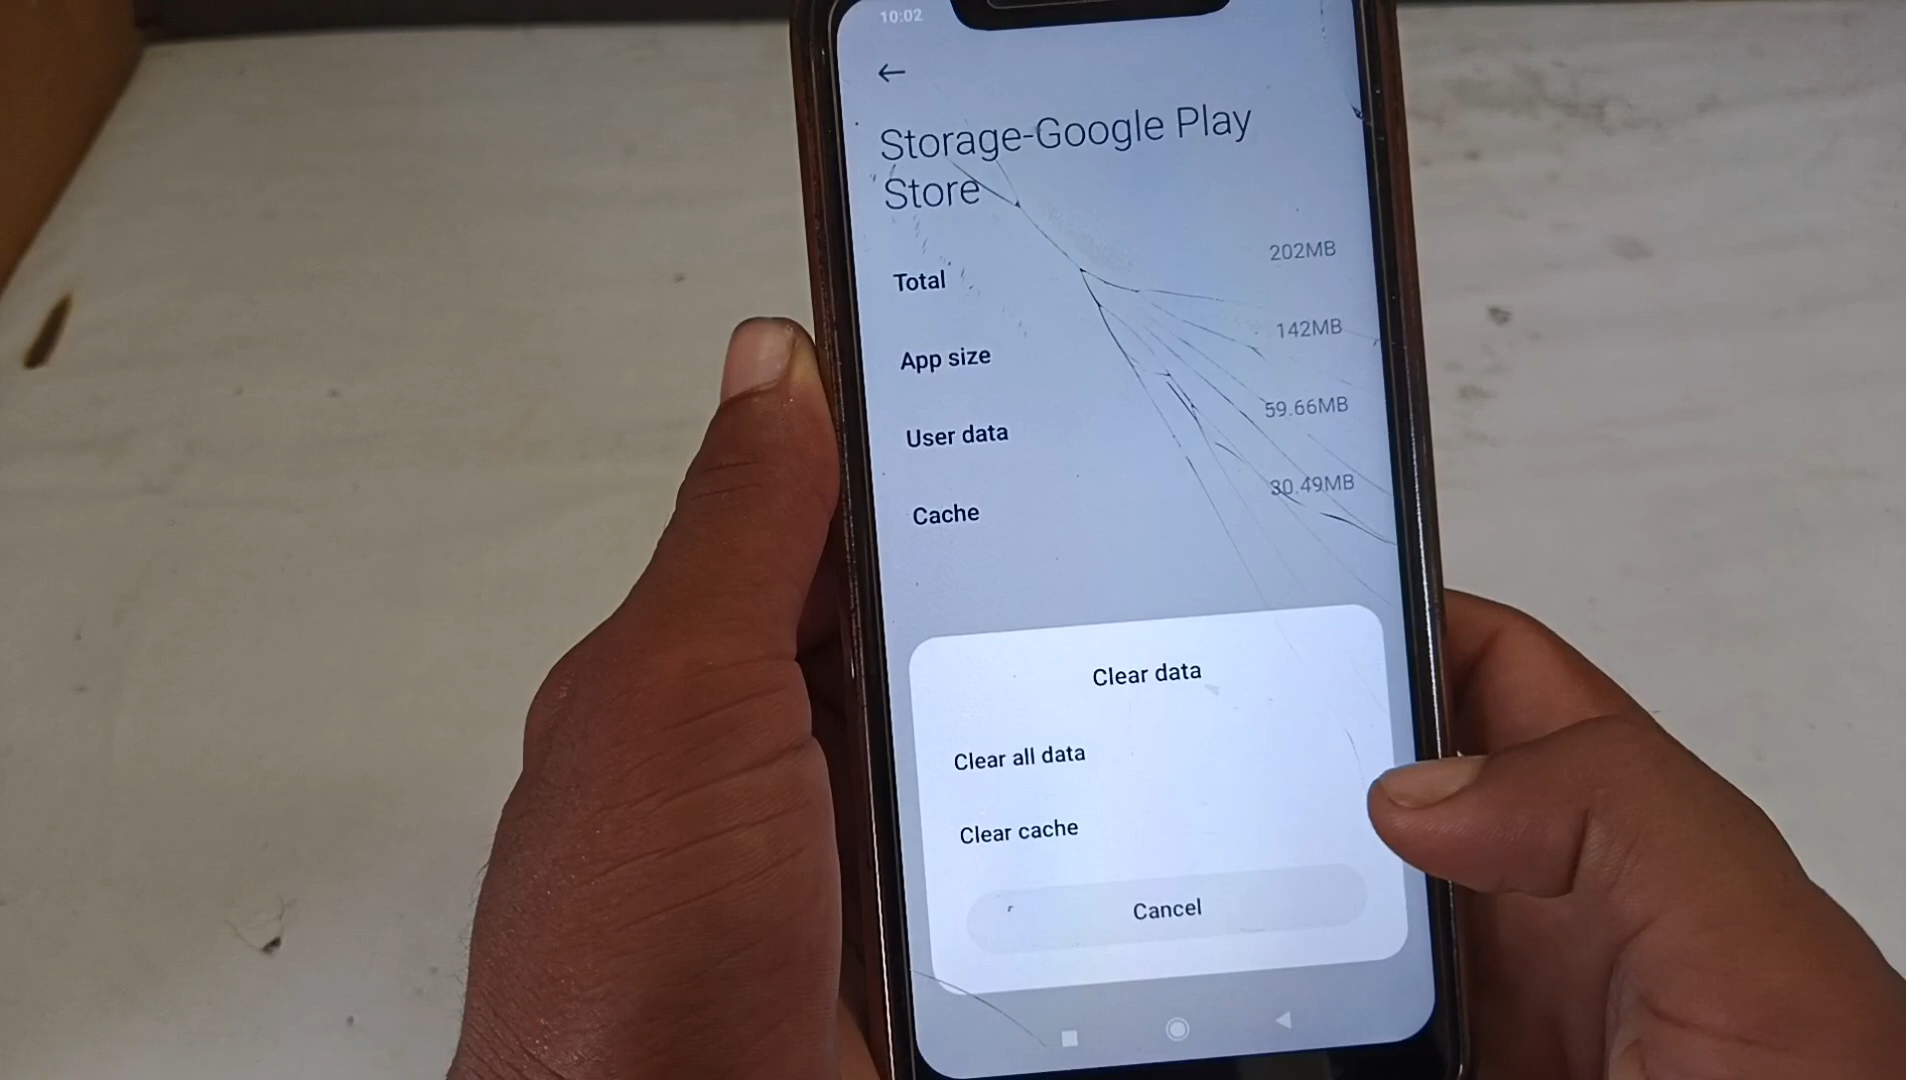 10:02
Storage-Google Play
Store
Total
202MB
App size
142MB
User data
59.66MB
Cache
30.49MB
Clear data
Clear all data
Clear cache
Cancel